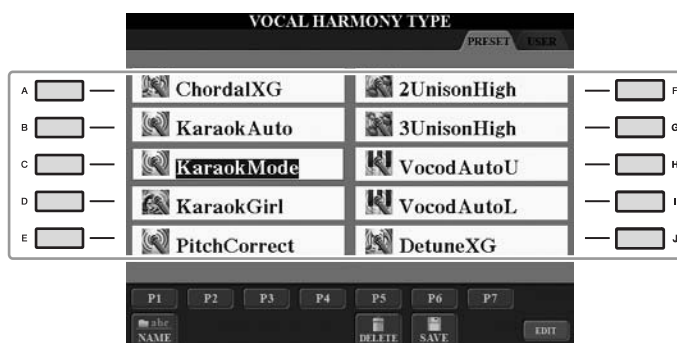 VOCAL HARMONY TYPE
PRESET USER
A ChordalXG 2UnisonHigh F
B KaraokAuto 3UnisonHigh G
C KaraokMode VocodAutoU H
D KaraokGirl VocodAutoL I
E PitchCorrect DetuneXG J
P1 P2 P3 P4 P5 P6 P7
abc
NAME DELETE SAVE EDIT